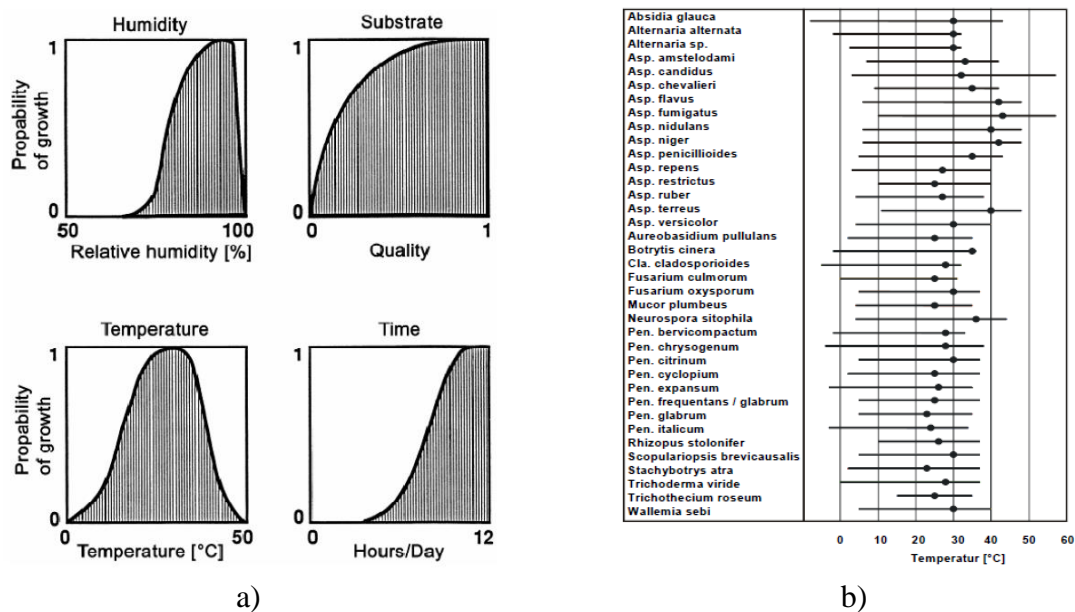 Humidity
Propability
of growth
1
0
50
100
Relative humidity [%]
Substrate
1
0
0
1
Quality
Temperature
Propability
of growth
1
0
0
50
Temperature [°C]
Time
1
0
0
12
Hours/Day
a)
Absidia glauca
Alternaria alternata
Alternaria sp.
Asp. amstelodami
Asp. candidus
Asp. chevalieri
Asp. flavus
Asp. fumigatus
Asp. nidulans
Asp. niger
Asp. penicillioides
Asp. repens
Asp. restrictus
Asp. ruber
Asp. terreus
Asp. versicolor
Aureobasidium pullulans
Botrytis cinera
Cla. cladosporioides
Fusarium culmorum
Fusarium oxysporum
Mucor plumbeus
Neurospora sitophila
Pen. bervicompactum
Pen. chrysogenum
Pen. citrinum
Pen. cyclopium
Pen. expansum
Pen. frequentans / glabrum
Pen. glabrum
Pen. italicum
Rhizopus stolonifer
Scopulariopsis brevicausalis
Stachybotrys atra
Trichoderma viride
Trichothecium roseum
Wallemia sebi
0 10 20 30 40 50 60
Temperatur [°C]
b)